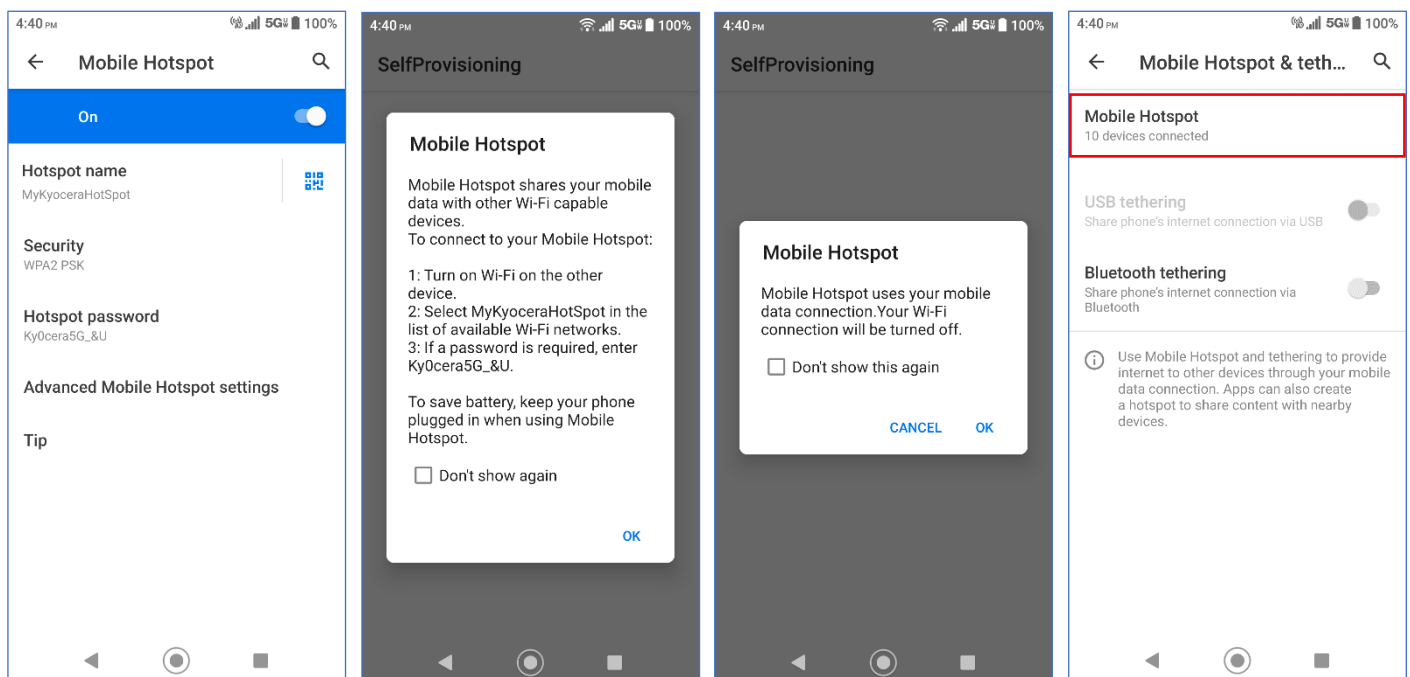 4:40 PM 5G 100%
Mobile Hotspot
On
Hotspot name
MyKyoceraHotSpot
Security
WPA2 PSK
Hotspot password
Ky0cera5G_&U
Advanced Mobile Hotspot settings
Tip
4:40 PM 5G 100%
SelfProvisioning
Mobile Hotspot
Mobile Hotspot shares your mobile
data with other Wi-Fi capable
devices.
To connect to your Mobile Hotspot:
1: Turn on Wi-Fi on the other
device.
2: Select MyKyoceraHotSpot in the
list of available Wi-Fi networks.
3: If a password is required, enter
Ky0cera5G_&U.
To save battery, keep your phone
plugged in when using Mobile
Hotspot.
Don't show again
OK
4:40 PM 5G 100%
SelfProvisioning
Mobile Hotspot
Mobile Hotspot uses your mobile
data connection.Your Wi-Fi
connection will be turned off.
Don't show this again
CANCEL OK
4:40 PM 5G 100%
Mobile Hotspot & teth...
Mobile Hotspot
10 devices connected
USB tethering
Share phone's internet connection via USB
Bluetooth tethering
Share phone's internet connection via
Bluetooth
Use Mobile Hotspot and tethering to provide
internet to other devices through your mobile
data connection. Apps can also create
a hotspot to share content with nearby
devices.